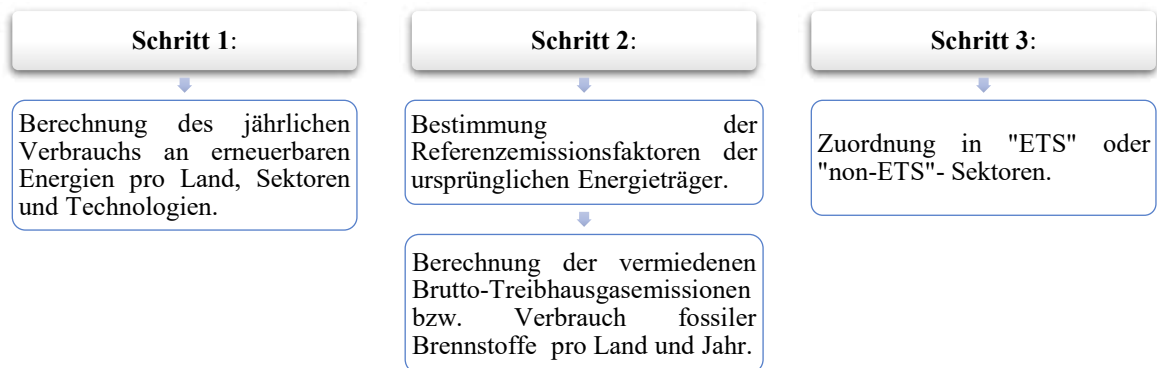 Schritt 1:
Berechnung des jährlichen
Verbrauchs an erneuerbaren
Energien pro Land, Sektoren
und Technologien.
Schritt 2:
Bestimmung der
Referenzemissionsfaktoren der
ursprünglichen Energieträger.
Berechnung der vermiedenen
Brutto-Treibhausgasemissionen
bzw. Verbrauch fossiler
Brennstoffe pro Land und Jahr.
Schritt 3:
Zuordnung in "ETS" oder
"non-ETS"- Sektoren.